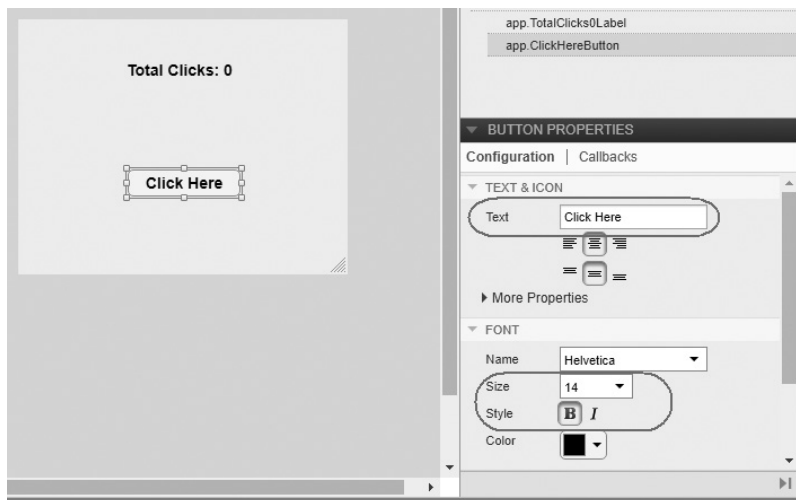 Total Clicks: 0
Click Here
app.TotalClicks0Label
app.ClickHereButton
BUTTON PROPERTIES
Configuration | Callbacks
TEXT & ICON
Text Click Here
More Properties
FONT
Name Helvetica
Size 14
Style B I
Color